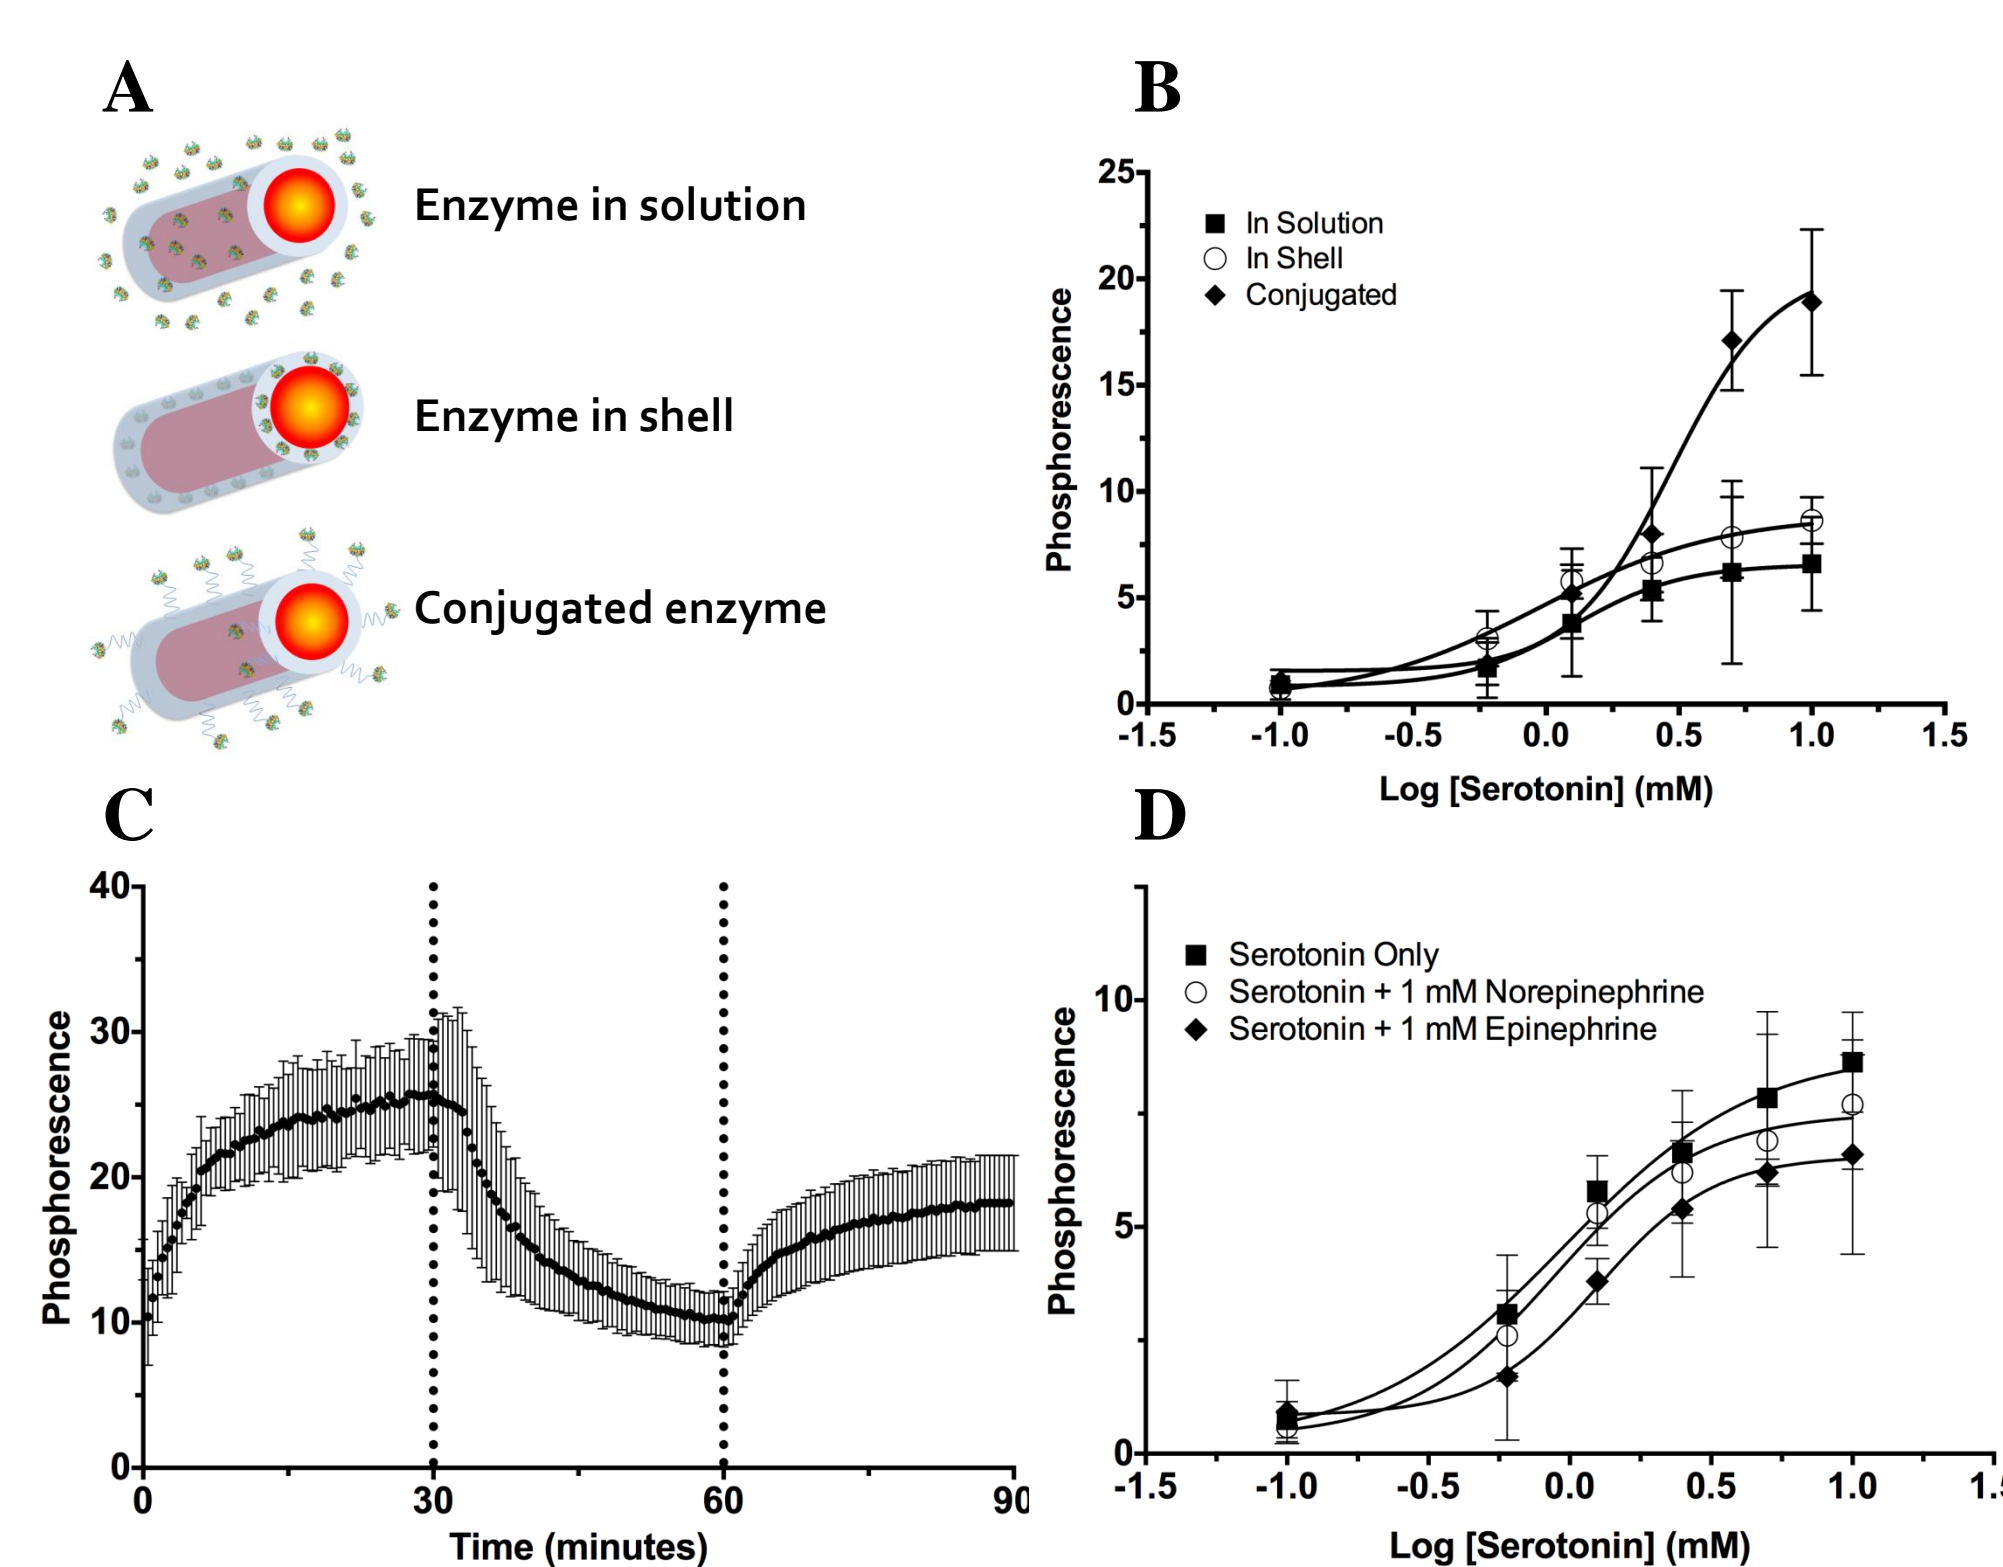 A
Enzyme in solution
Enzyme in shell
Conjugated enzyme
B
25
20
15
10
5
0
Phosphorescence
In Solution
In Shell
Conjugated
-1.5 -1.0 -0.5 0.0 0.5 1.0 1.5
Log [Serotonin] (mM)
C
40
30
20
10
0
Phosphorescence
0 30 60 90
Time (minutes)
D
10
5
0
Phosphorescence
Serotonin Only
Serotonin + 1 mM Norepinephrine
Serotonin + 1 mM Epinephrine
-1.5 -1.0 -0.5 0.0 0.5 1.0
Log [Serotonin] (mM)